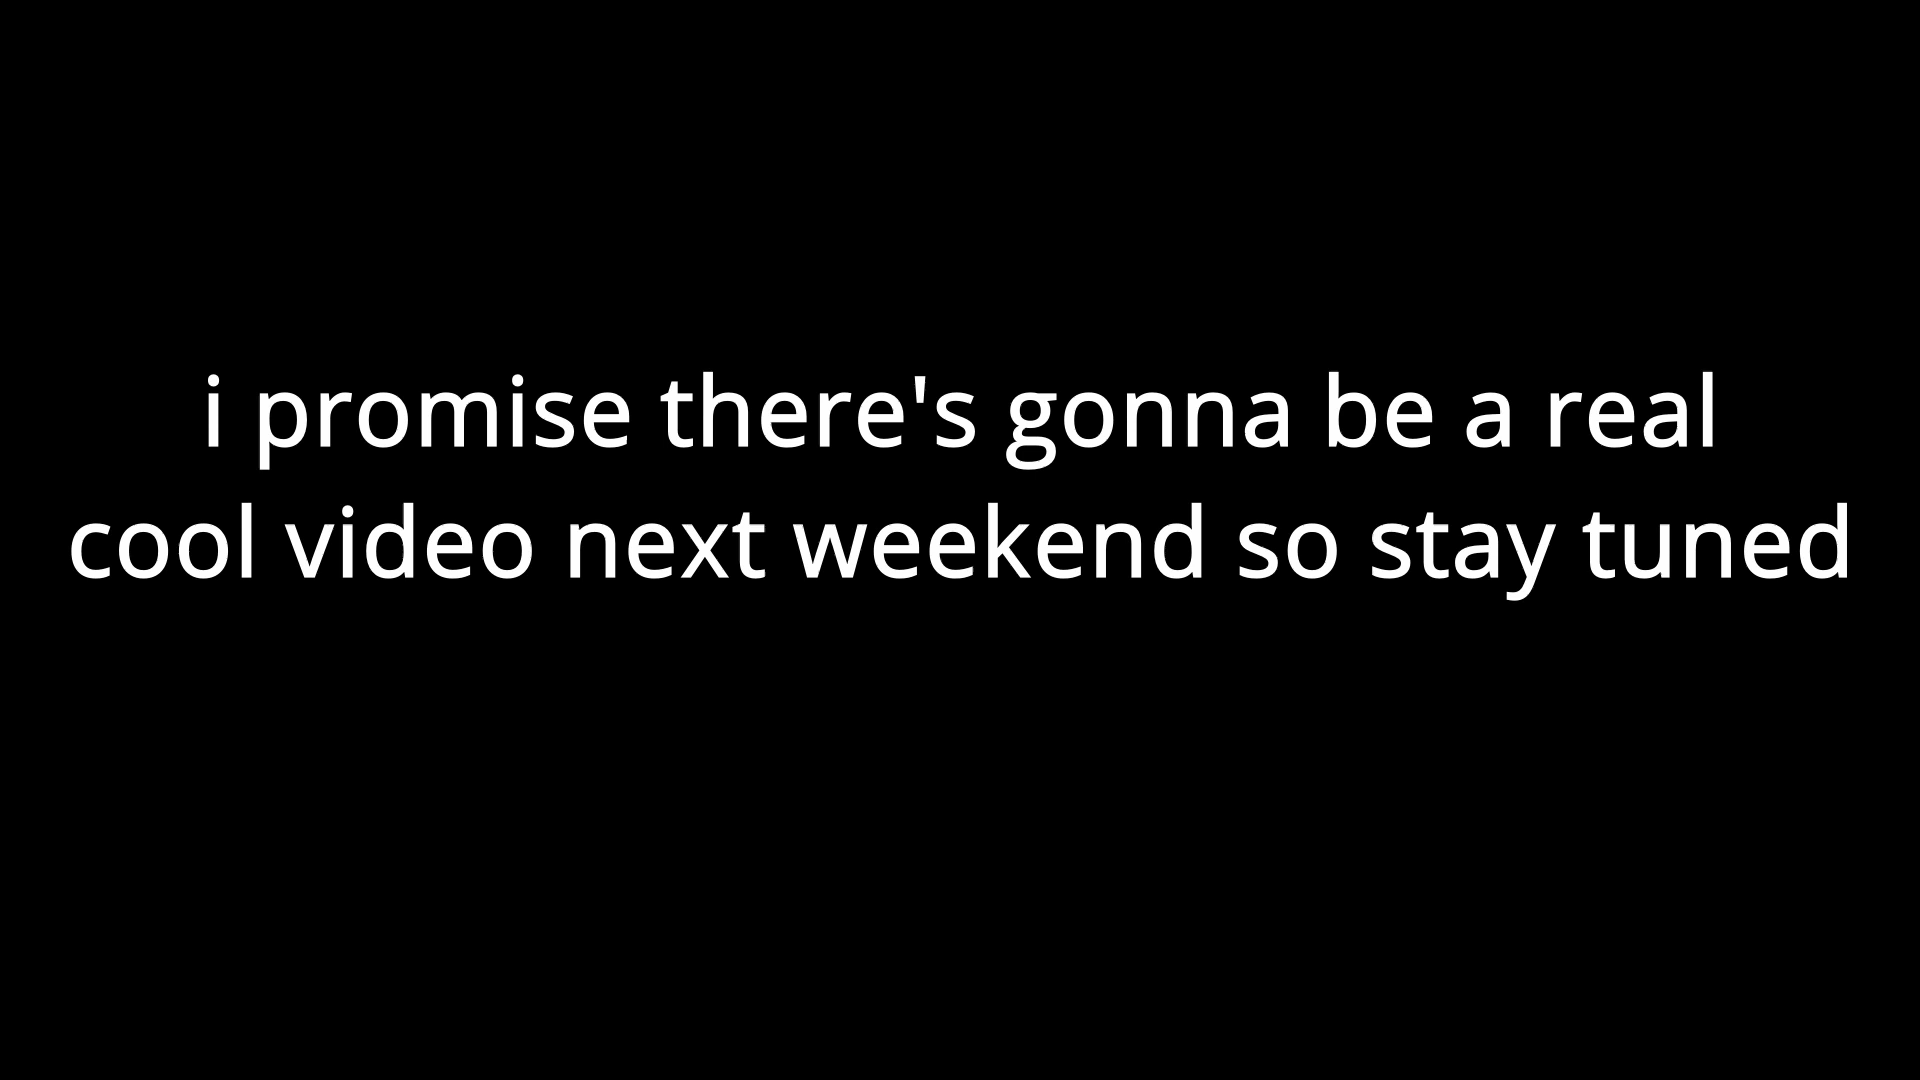 i promise there's gonna be a real
cool video next weekend so stay tuned